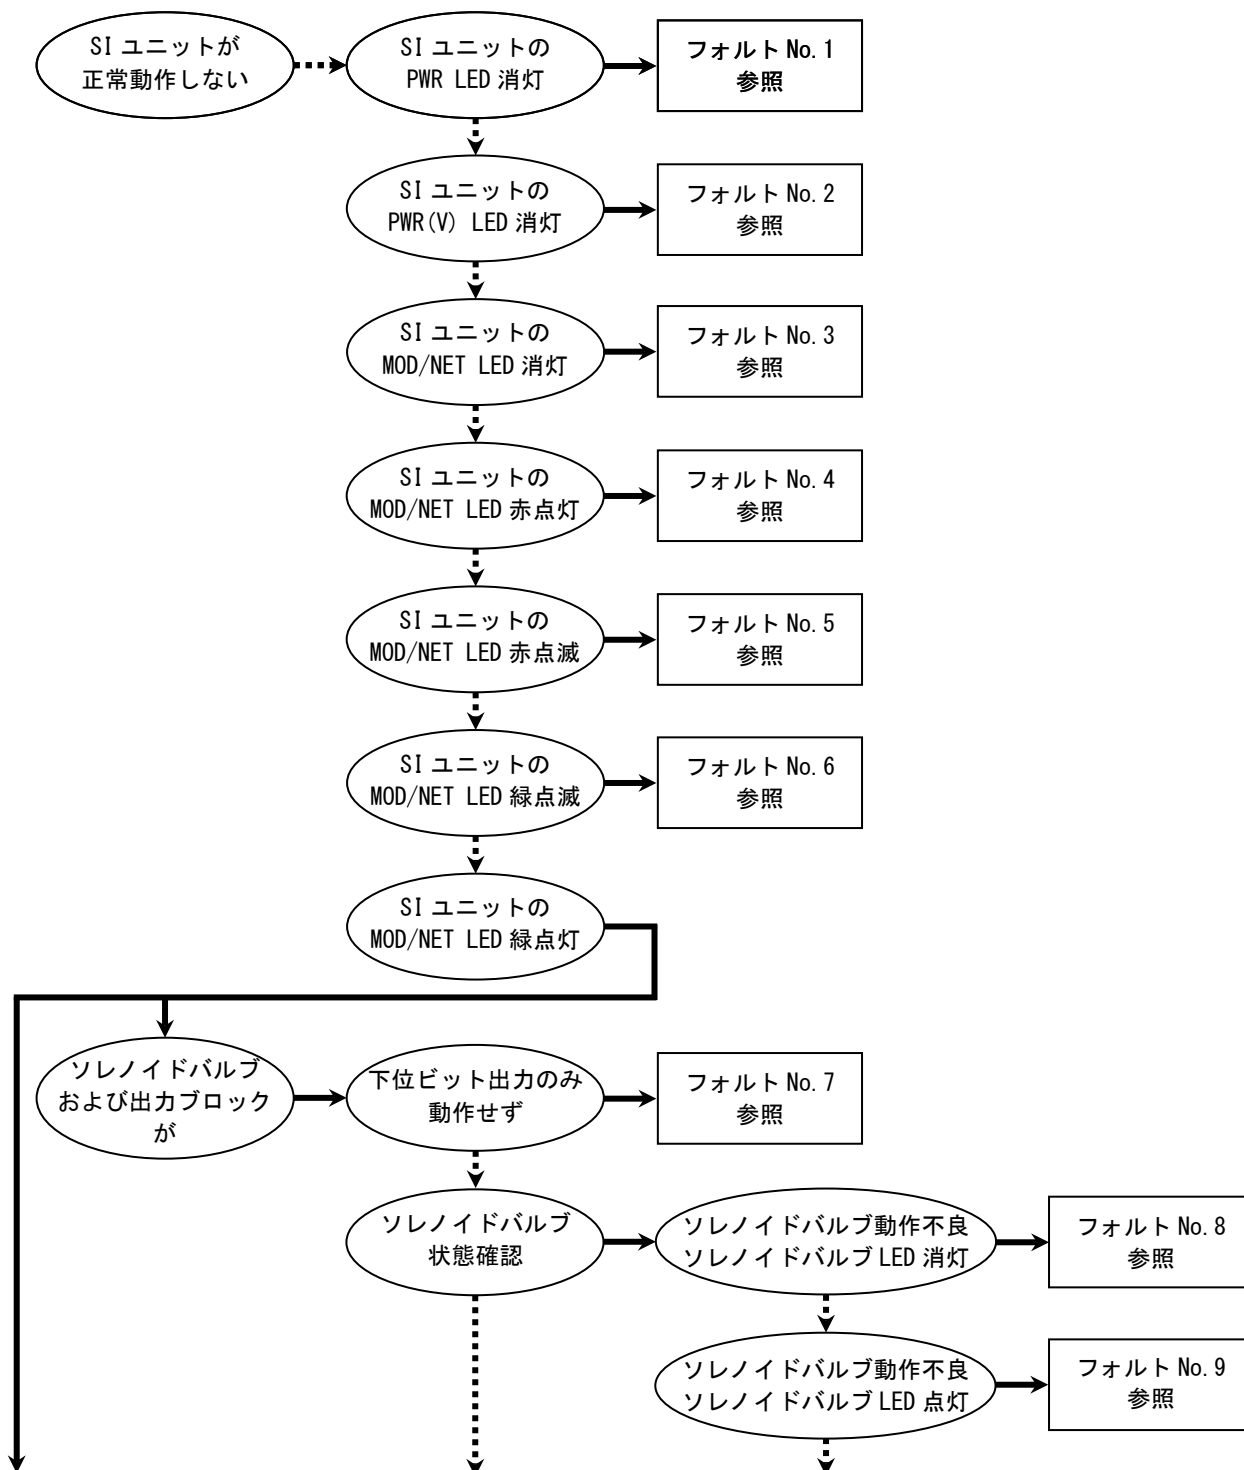 SI ユニットが
正常動作しない
SI ユニットの
PWR LED 消灯
フォルト No. 1
参照
SI ユニットの
PWR(V) LED 消灯
フォルト No. 2
参照
SI ユニットの
MOD/NET LED 消灯
フォルト No. 3
参照
SI ユニットの
MOD/NET LED 赤点灯
フォルト No. 4
参照
SI ユニットの
MOD/NET LED 赤点滅
フォルト No. 5
参照
SI ユニットの
MOD/NET LED 緑点滅
フォルト No. 6
参照
SI ユニットの
MOD/NET LED 緑点灯
ソレノイドバルブ
および出力ブロック
が
下位ビット出力のみ
動作せず
フォルト No. 7
参照
ソレノイドバルブ
状態確認
ソレノイドバルブ動作不良
ソレノイドバルブ LED 消灯
フォルト No. 8
参照
ソレノイドバルブ動作不良
ソレノイドバルブ LED 点灯
フォルト No. 9
参照